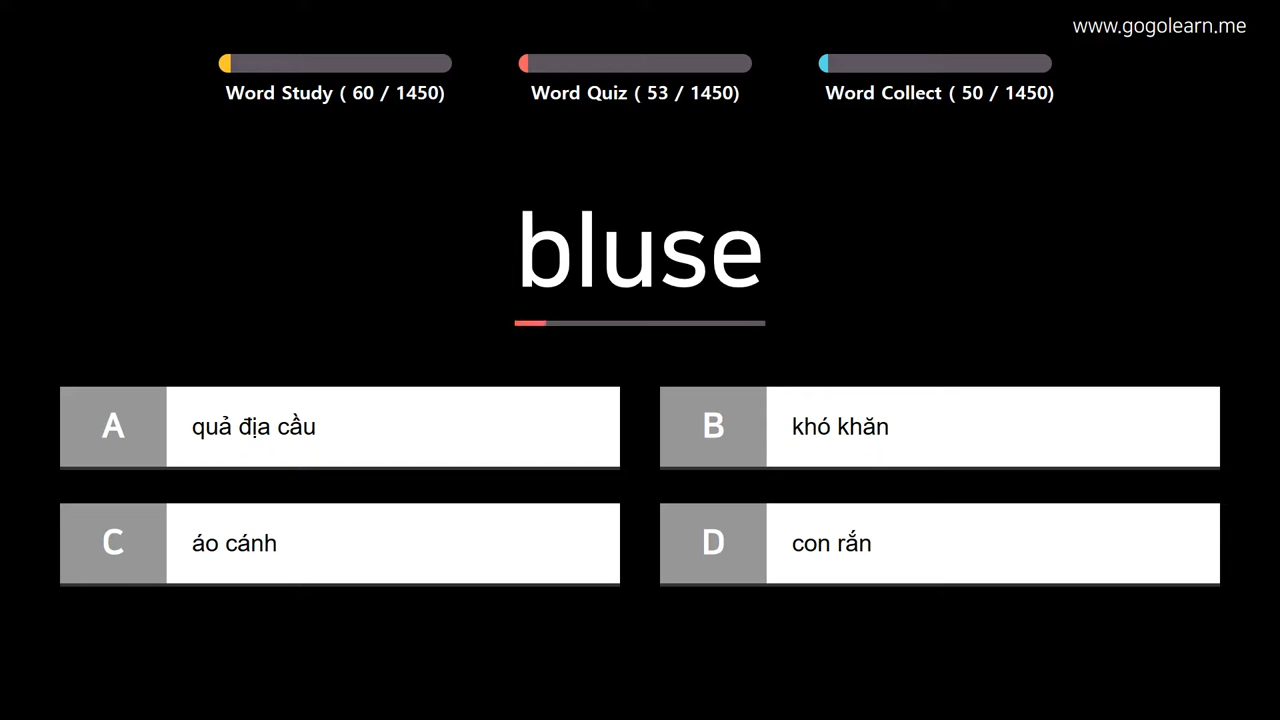 www.gogolearn.me
Word Study ( 60 / 1450)
Word Quiz ( 53 / 1450)
Word Collect ( 50 / 1450)
bluse
A
quả địa cầu
B
khó khăn
C
áo cánh
D
con rắn